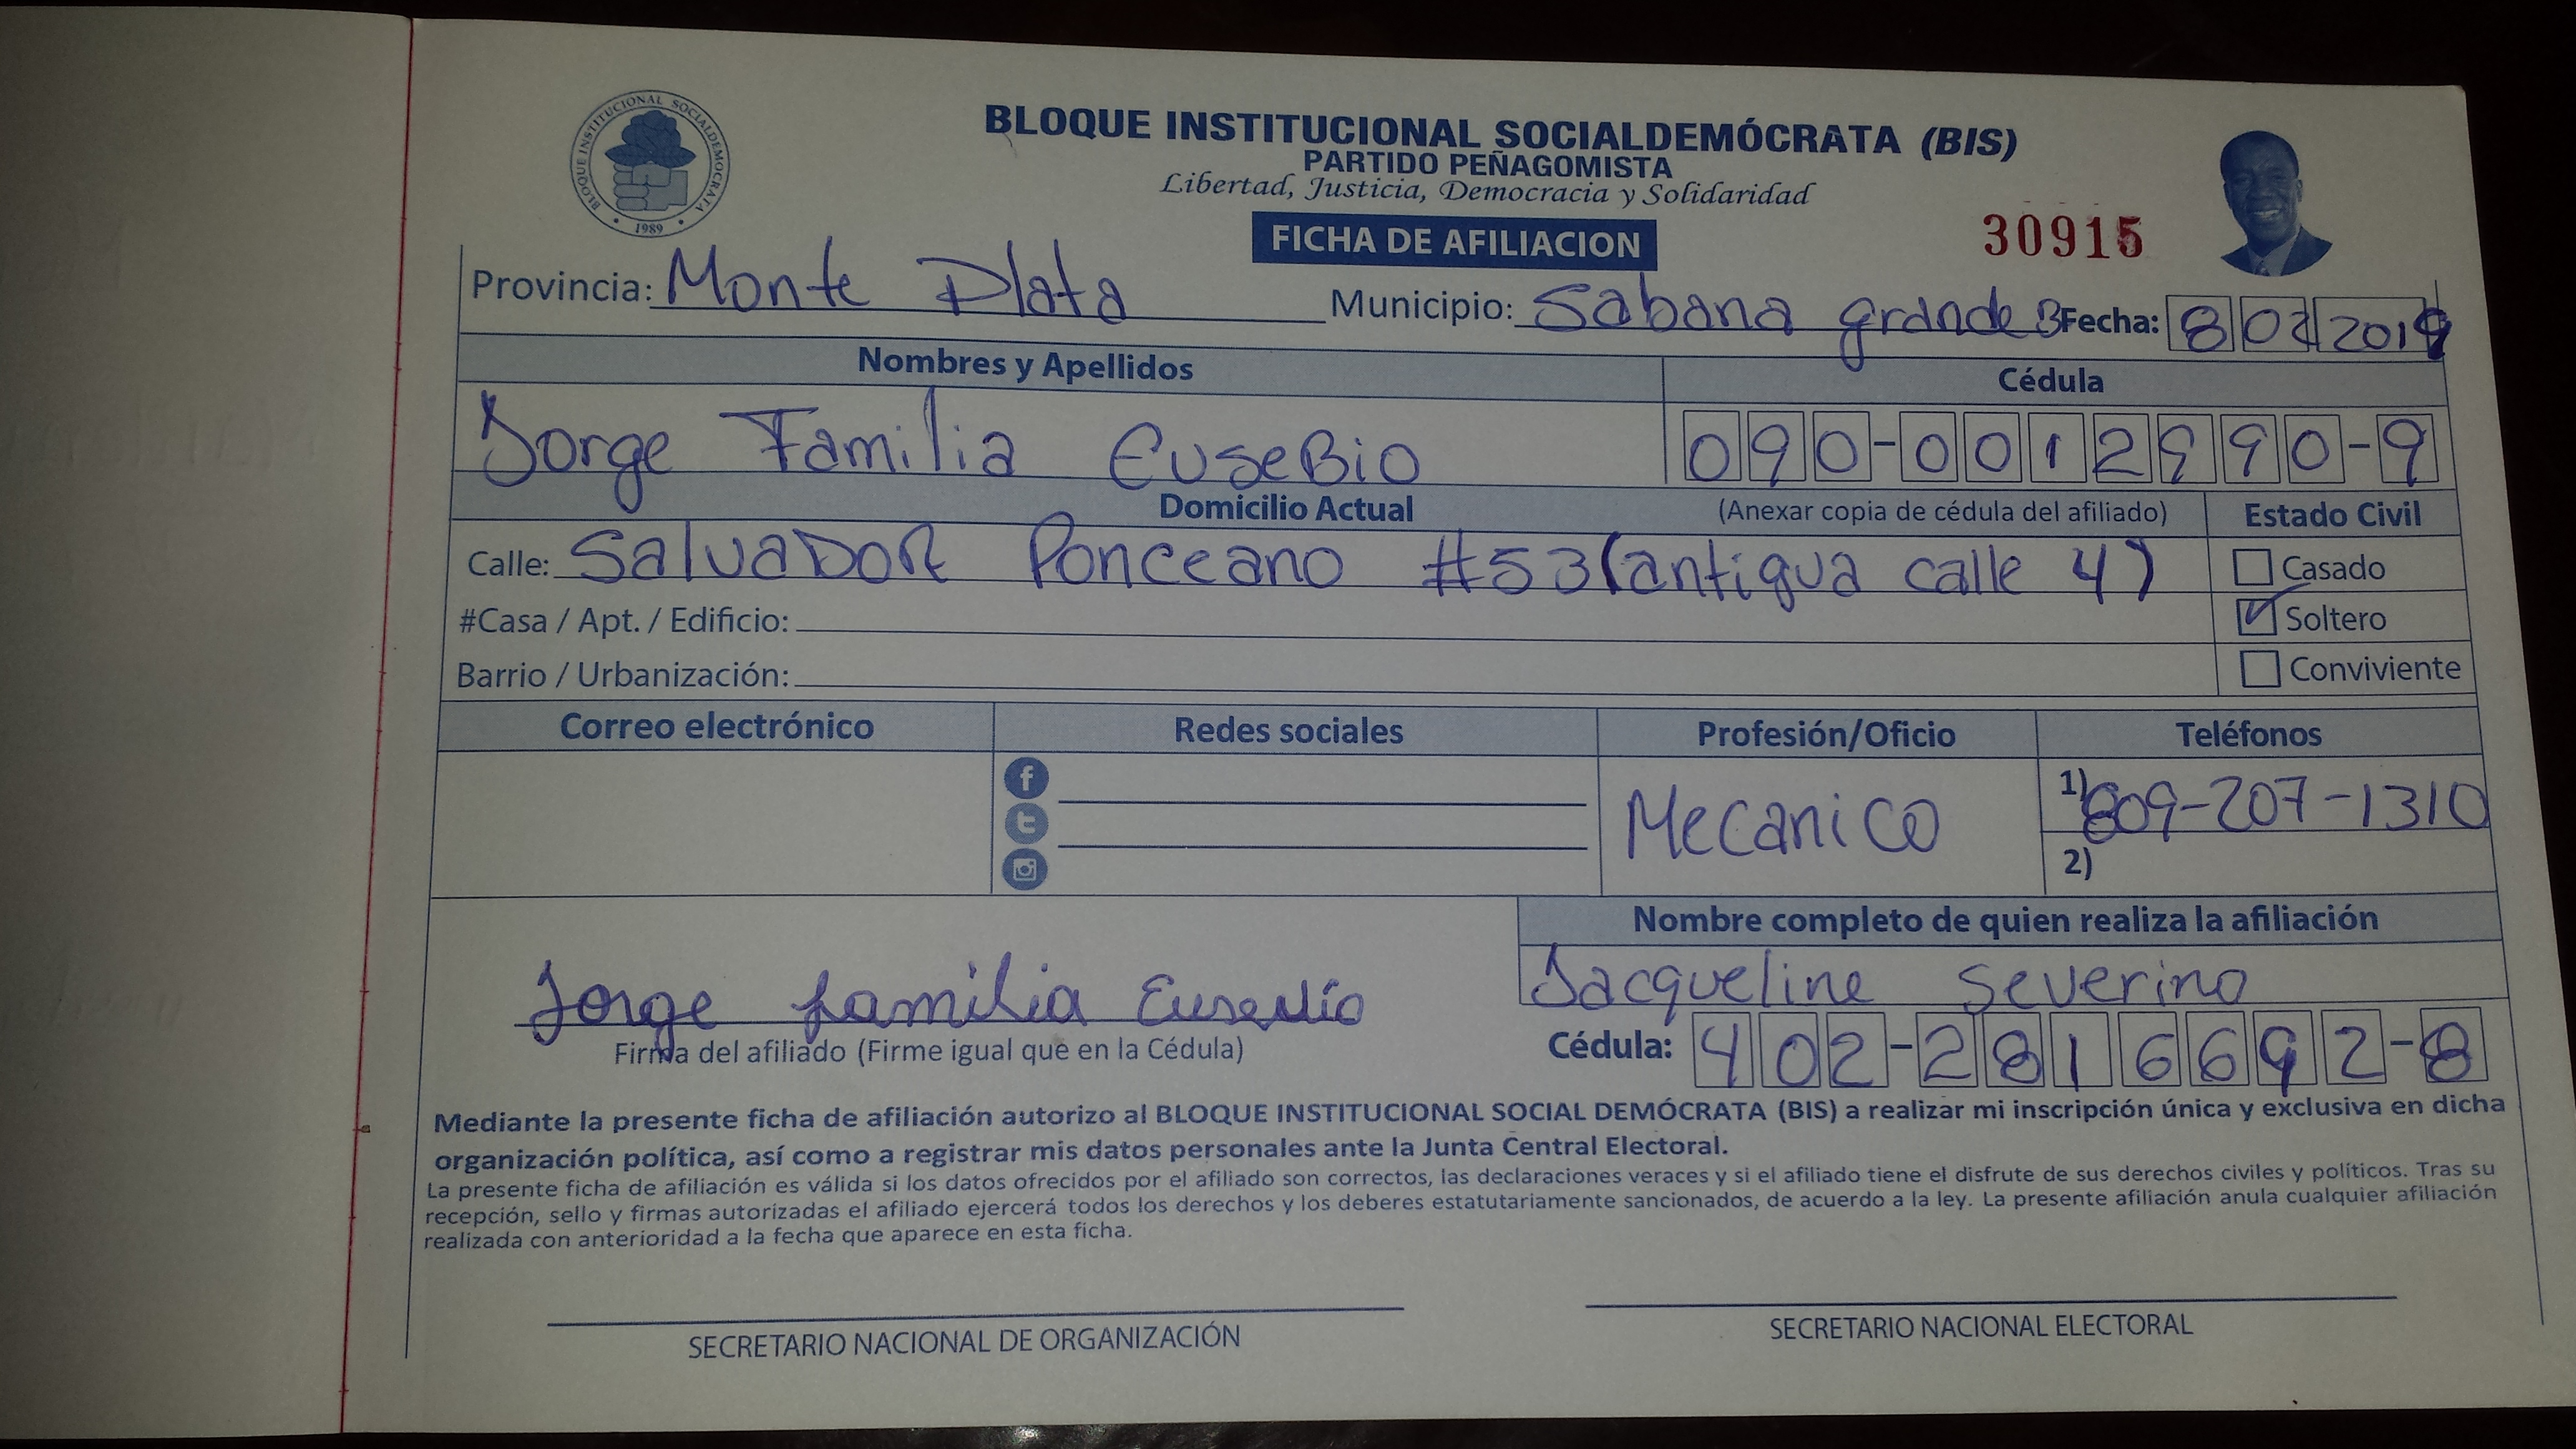 BLOQUE INSTITUCIONAL SOCIALDEMOCRATA
1989
BLOQUE INSTITUCIONAL SOCIALDEMÓCRATA (BIS)
PARTIDO PEÑAGOMISTA
Libertad, Justicia, Democracia y Solidaridad
FICHA DE AFILIACION
30915
Provincia: Monte Plata Municipio: Sabana grande B Fecha: 8 02 2019
Nombres y Apellidos Cédula
Jorge Familia EuseBio 090-0012990-9
Domicilio Actual (Anexar copia de cédula del afiliado) Estado Civil
Calle: SalvaDoR Ponceano #53(antigua calle 4) Casado
#Casa / Apt. / Edificio: Soltero
Barrio / Urbanización: Conviviente
Correo electrónico Redes sociales Profesión/Oficio Teléfonos
Mecanico 1) 809-207-1310
2)
Nombre completo de quien realiza la afiliación
Jacqueline Severino
Jorge familia Eusebio
Firma del afiliado (Firme igual que en la Cédula) Cédula: 402-2816692-8
Mediante la presente ficha de afiliación autorizo al BLOQUE INSTITUCIONAL SOCIAL DEMÓCRATA (BIS) a realizar mi inscripción única y exclusiva en dicha
organización política, así como a registrar mis datos personales ante la Junta Central Electoral.
La presente ficha de afiliación es válida si los datos ofrecidos por el afiliado son correctos, las declaraciones veraces y si el afiliado tiene el disfrute de sus derechos civiles y políticos. Tras su
recepción, sello y firmas autorizadas el afiliado ejercerá todos los derechos y los deberes estatutariamente sancionados, de acuerdo a la ley. La presente afiliación anula cualquier afiliación
realizada con anterioridad a la fecha que aparece en esta ficha.
SECRETARIO NACIONAL DE ORGANIZACIÓN SECRETARIO NACIONAL ELECTORAL